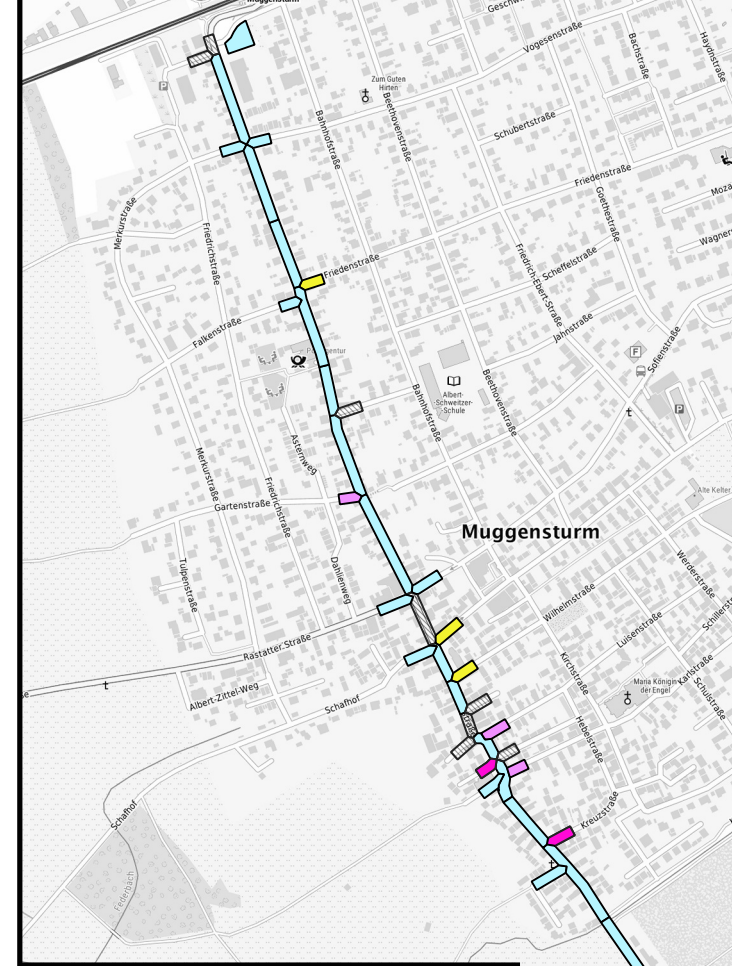 Muggensturm
Geschw
Vogesenstraße
Bachstraße
Haydnstraße
P
Zum Guten
Hirten
Beethovenstraße
Bahnhofstraße
Schubertstraße
Friedenstraße
Goethestraße
Moza
Wagner
Merkurstraße
Friedrichstraße
Friedrich-Ebert-Straße
Scheffelstraße
Friedenstraße
Falkenstraße
Jahnstraße
Sofienstraße
F
P
Albert-
Schweitzer-
Schule
Bahnhofstraße
Beethovenstraße
Asternweg
Merkurstraße
Friedrichstraße
Gartenstraße
Alte Kelter
Muggensturm
Tulpenstraße
Dahlienweg
Werderstraße
Wilhelmstraße
Schillerst
Luisenstraße
Rastatter Straße
Kirchstraße
Karlstraße
Maria Königin
der Engel
Schulstraße
Albert-Zittel-Weg
Schafhof
Hebelstraße
Schafhof
Kreuzstraße
Federbach